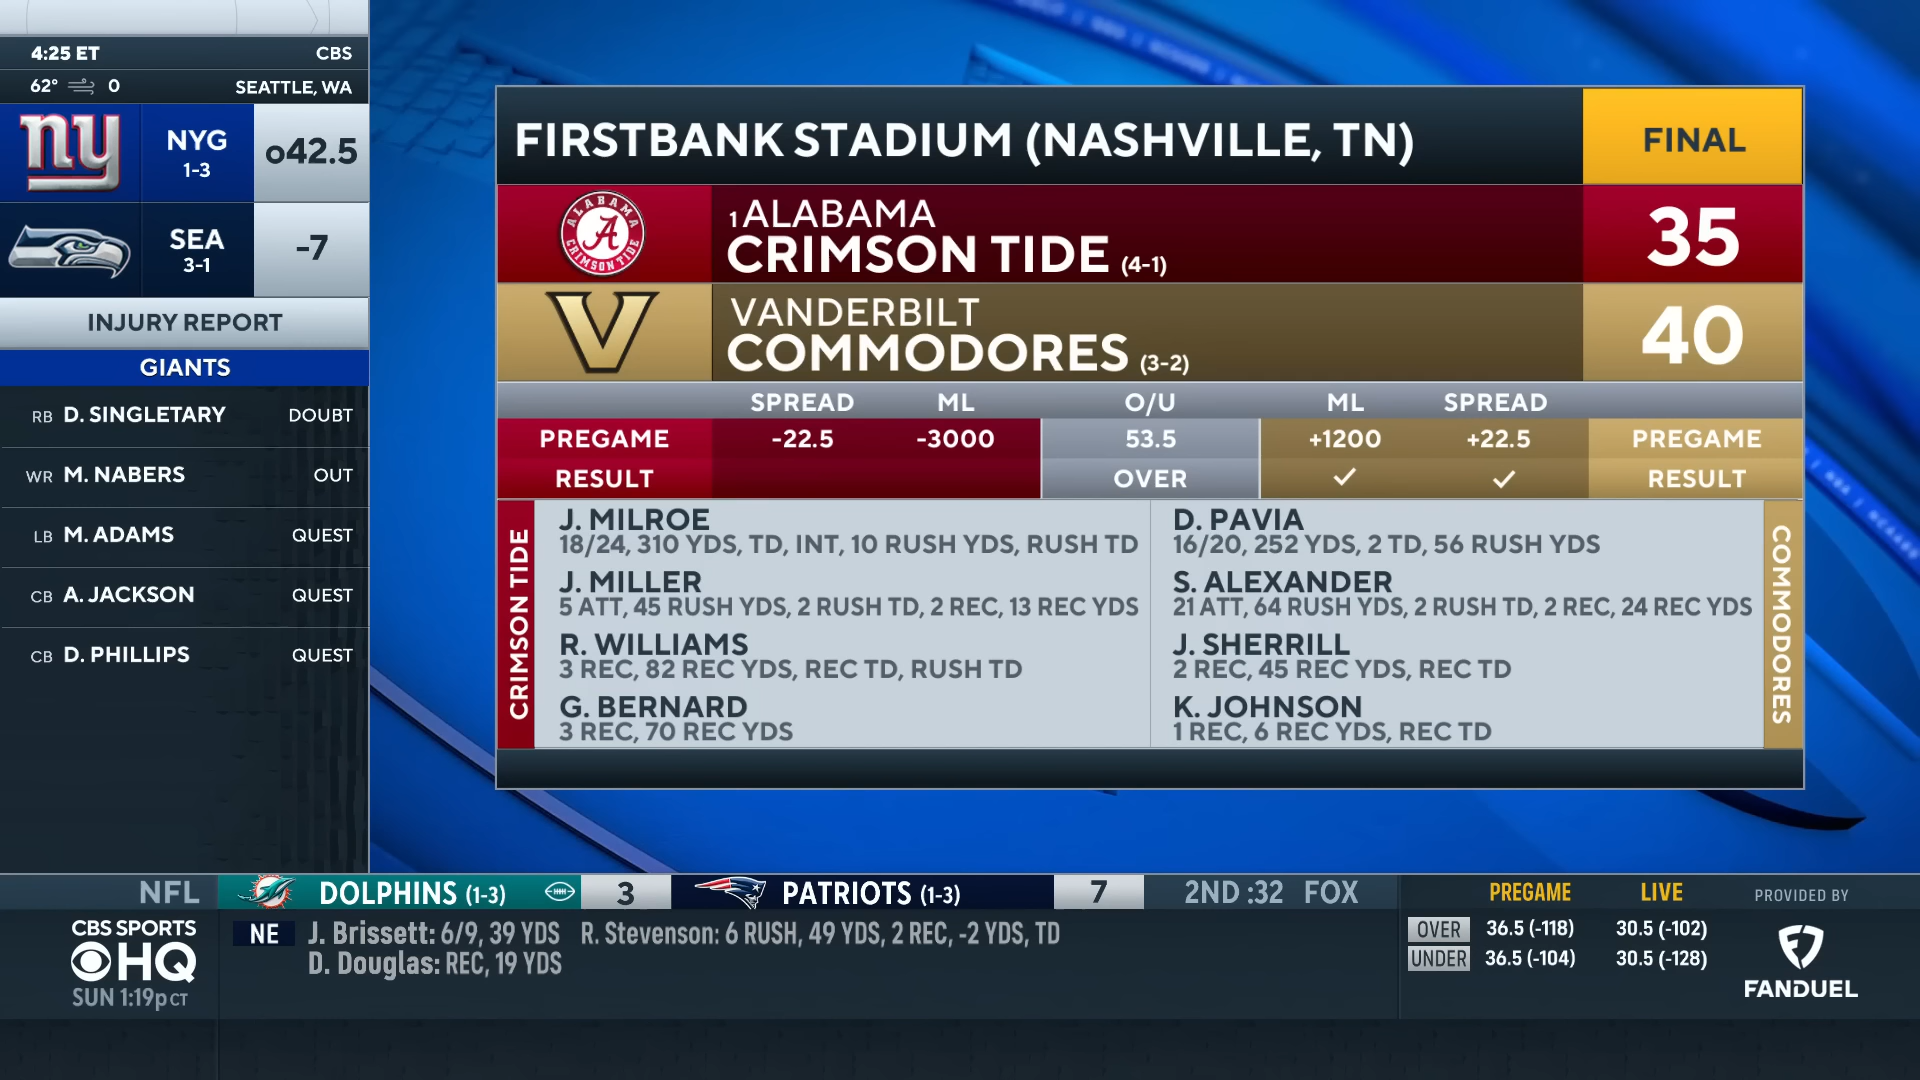 4:25 ET CBS
62° 0 SEATTLE, WA
ny NYG 1-3 o42.5
SEA 3-1 -7
INJURY REPORT
GIANTS
RB D. SINGLETARY DOUBT
WR M. NABERS OUT
LB M. ADAMS QUEST
CB A. JACKSON QUEST
CB D. PHILLIPS QUEST
FIRSTBANK STADIUM (NASHVILLE, TN) FINAL
ALABAMA A CRIMSON TIDE
1 ALABAMA
CRIMSON TIDE (4-1) 35
V
VANDERBILT
COMMODORES (3-2) 40
SPREAD ML O/U ML SPREAD
PREGAME -22.5 -3000 53.5 +1200 +22.5 PREGAME
RESULT OVER ✓ ✓ RESULT
CRIMSON TIDE
J. MILROE
18/24, 310 YDS, TD, INT, 10 RUSH YDS, RUSH TD
J. MILLER
5 ATT, 45 RUSH YDS, 2 RUSH TD, 2 REC, 13 REC YDS
R. WILLIAMS
3 REC, 82 REC YDS, REC TD, RUSH TD
G. BERNARD
3 REC, 70 REC YDS
D. PAVIA
16/20, 252 YDS, 2 TD, 56 RUSH YDS
S. ALEXANDER
21 ATT, 64 RUSH YDS, 2 RUSH TD, 2 REC, 24 REC YDS
J. SHERRILL
2 REC, 45 REC YDS, REC TD
K. JOHNSON
1 REC, 6 REC YDS, REC TD
COMMODORES
NFL DOLPHINS (1-3) 3 PATRIOTS (1-3) 7 2ND :32 FOX
CBS SPORTS
HQ
SUN 1:19p CT
NE J. Brissett: 6/9, 39 YDS R. Stevenson: 6 RUSH, 49 YDS, 2 REC, -2 YDS, TD
D. Douglas: REC, 19 YDS
PREGAME LIVE
OVER 36.5 (-118) 30.5 (-102)
UNDER 36.5 (-104) 30.5 (-128)
PROVIDED BY
FANDUEL